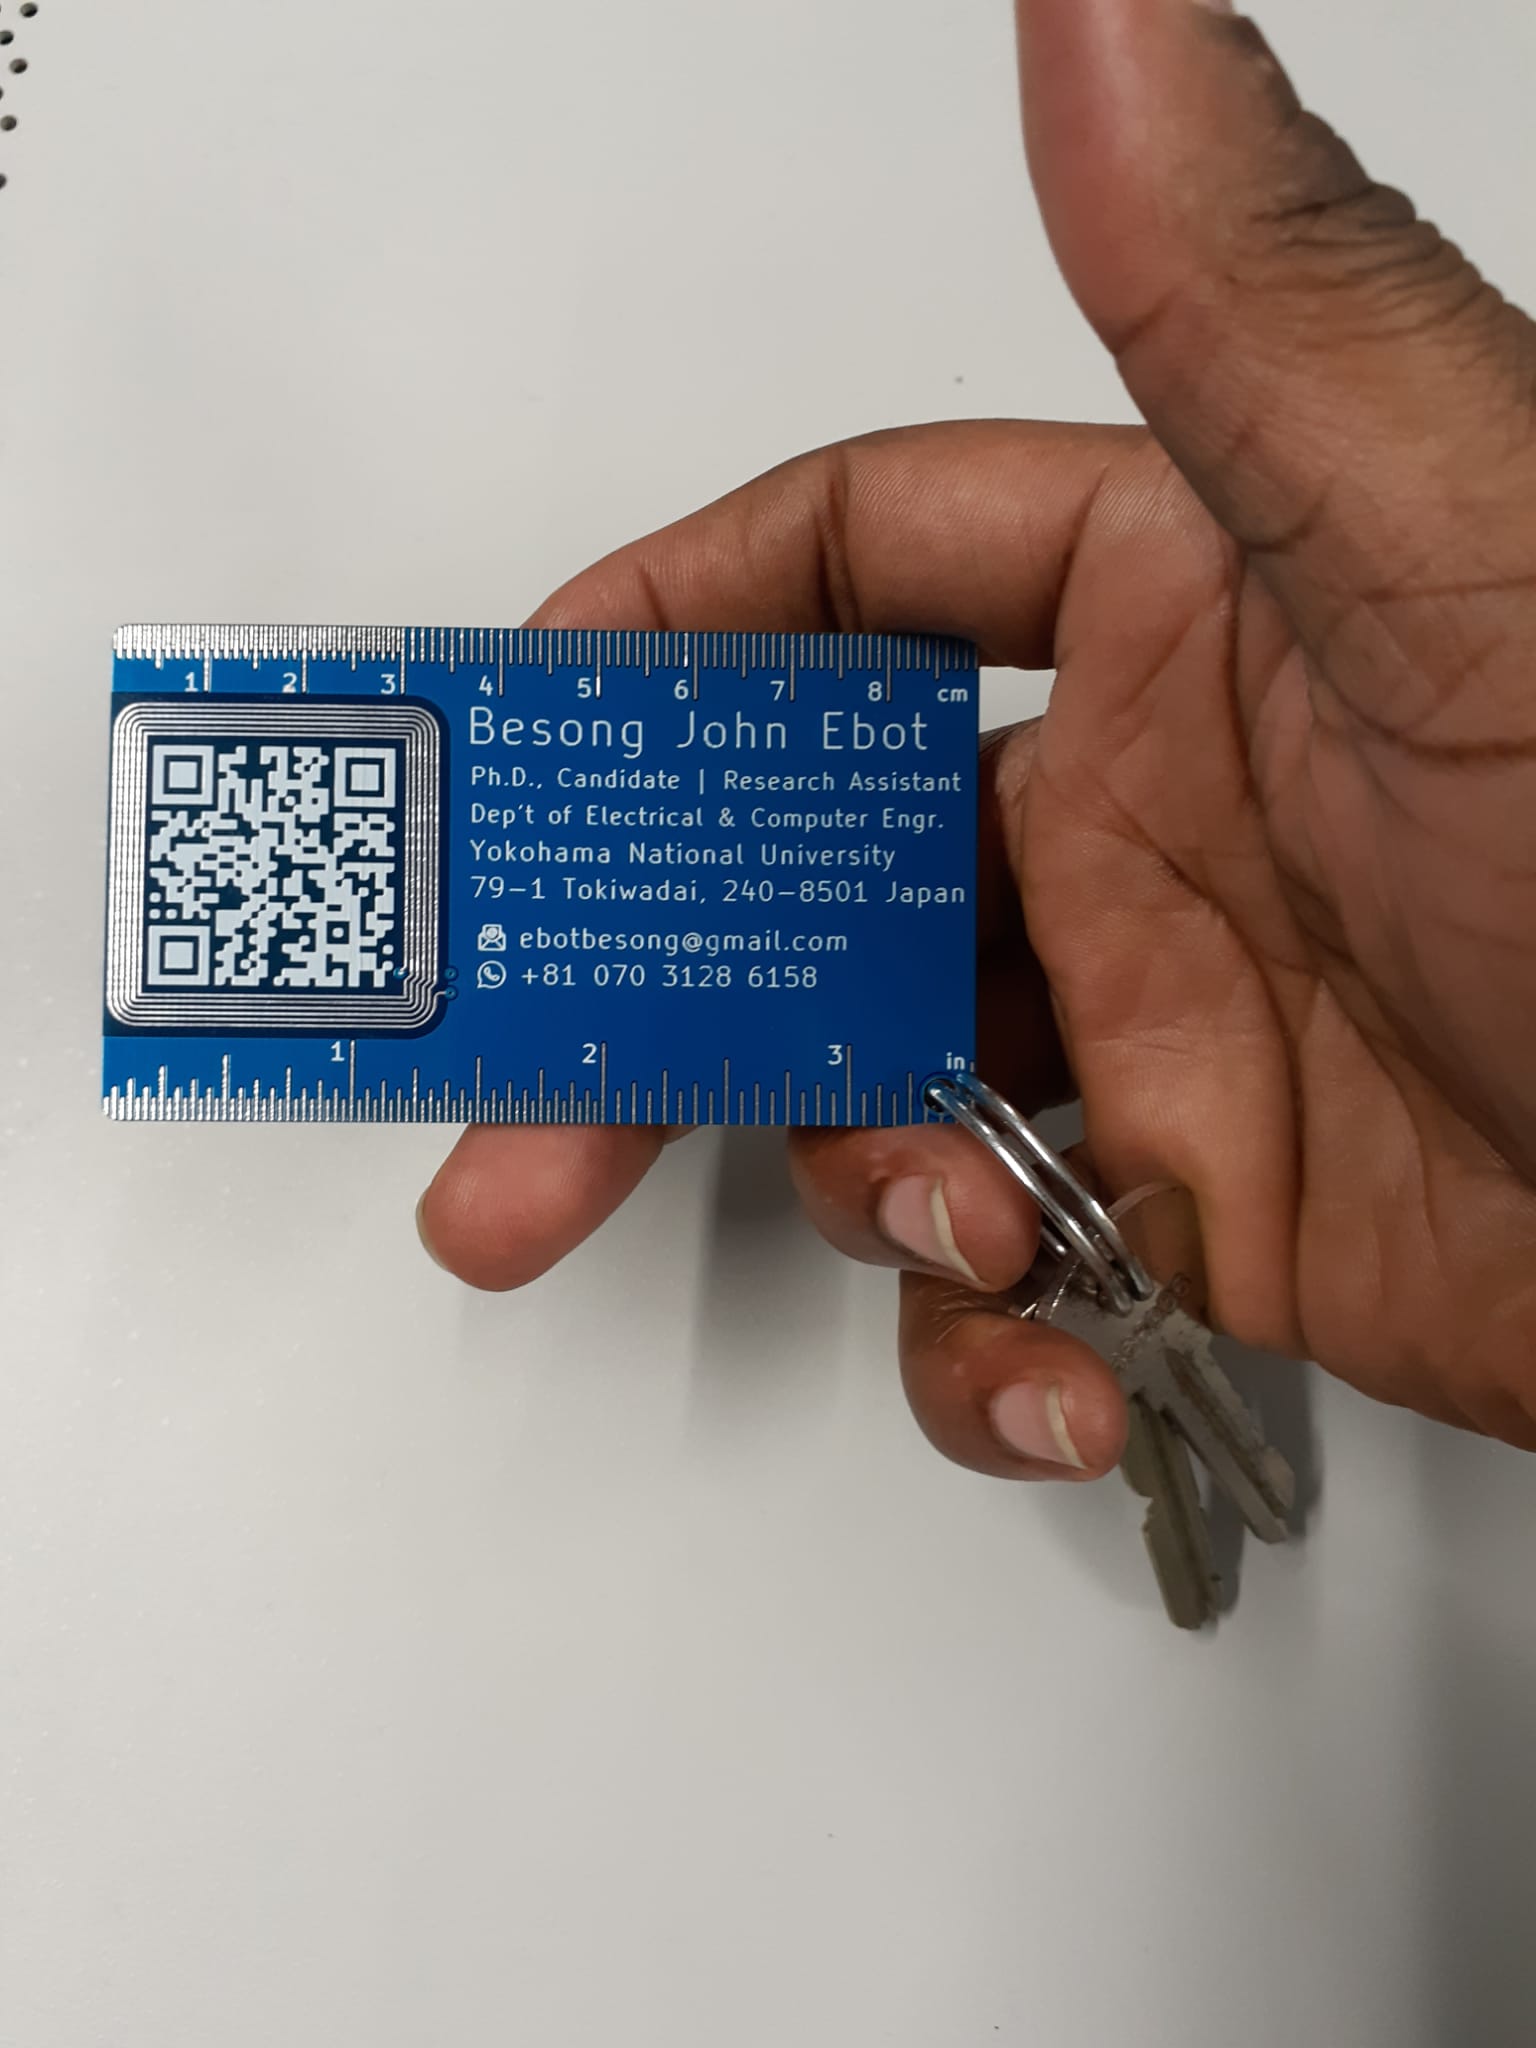 1 2 3 4 5 6 7 8 cm
Besong John Ebot
Ph.D., Candidate | Research Assistant
Dep't of Electrical & Computer Engr.
Yokohama National University
79-1 Tokiwadai, 240-8501 Japan
ebotbesong@gmail.com
+81 070 3128 6158
1 2 3 in